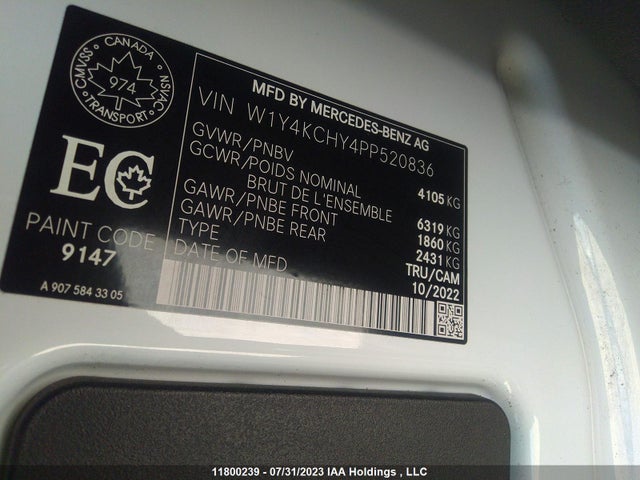 CANADA
CMVSS
NSVAC
974
TRANSPORT
MFD BY MERCEDES-BENZ AG
VIN W1Y4KCHY4PP520836
GVWR/PNBV 4105 KG
GCWR/POIDS NOMINAL
BRUT DE L'ENSEMBLE 6319 KG
GAWR/PNBE FRONT 1860 KG
GAWR/PNBE REAR 2431 KG
TYPE TRU/CAM
DATE OF MFD 10/2022
EC
PAINT CODE
9147
A 907 584 33 05
11800239 - 07/31/2023 IAA Holdings , LLC